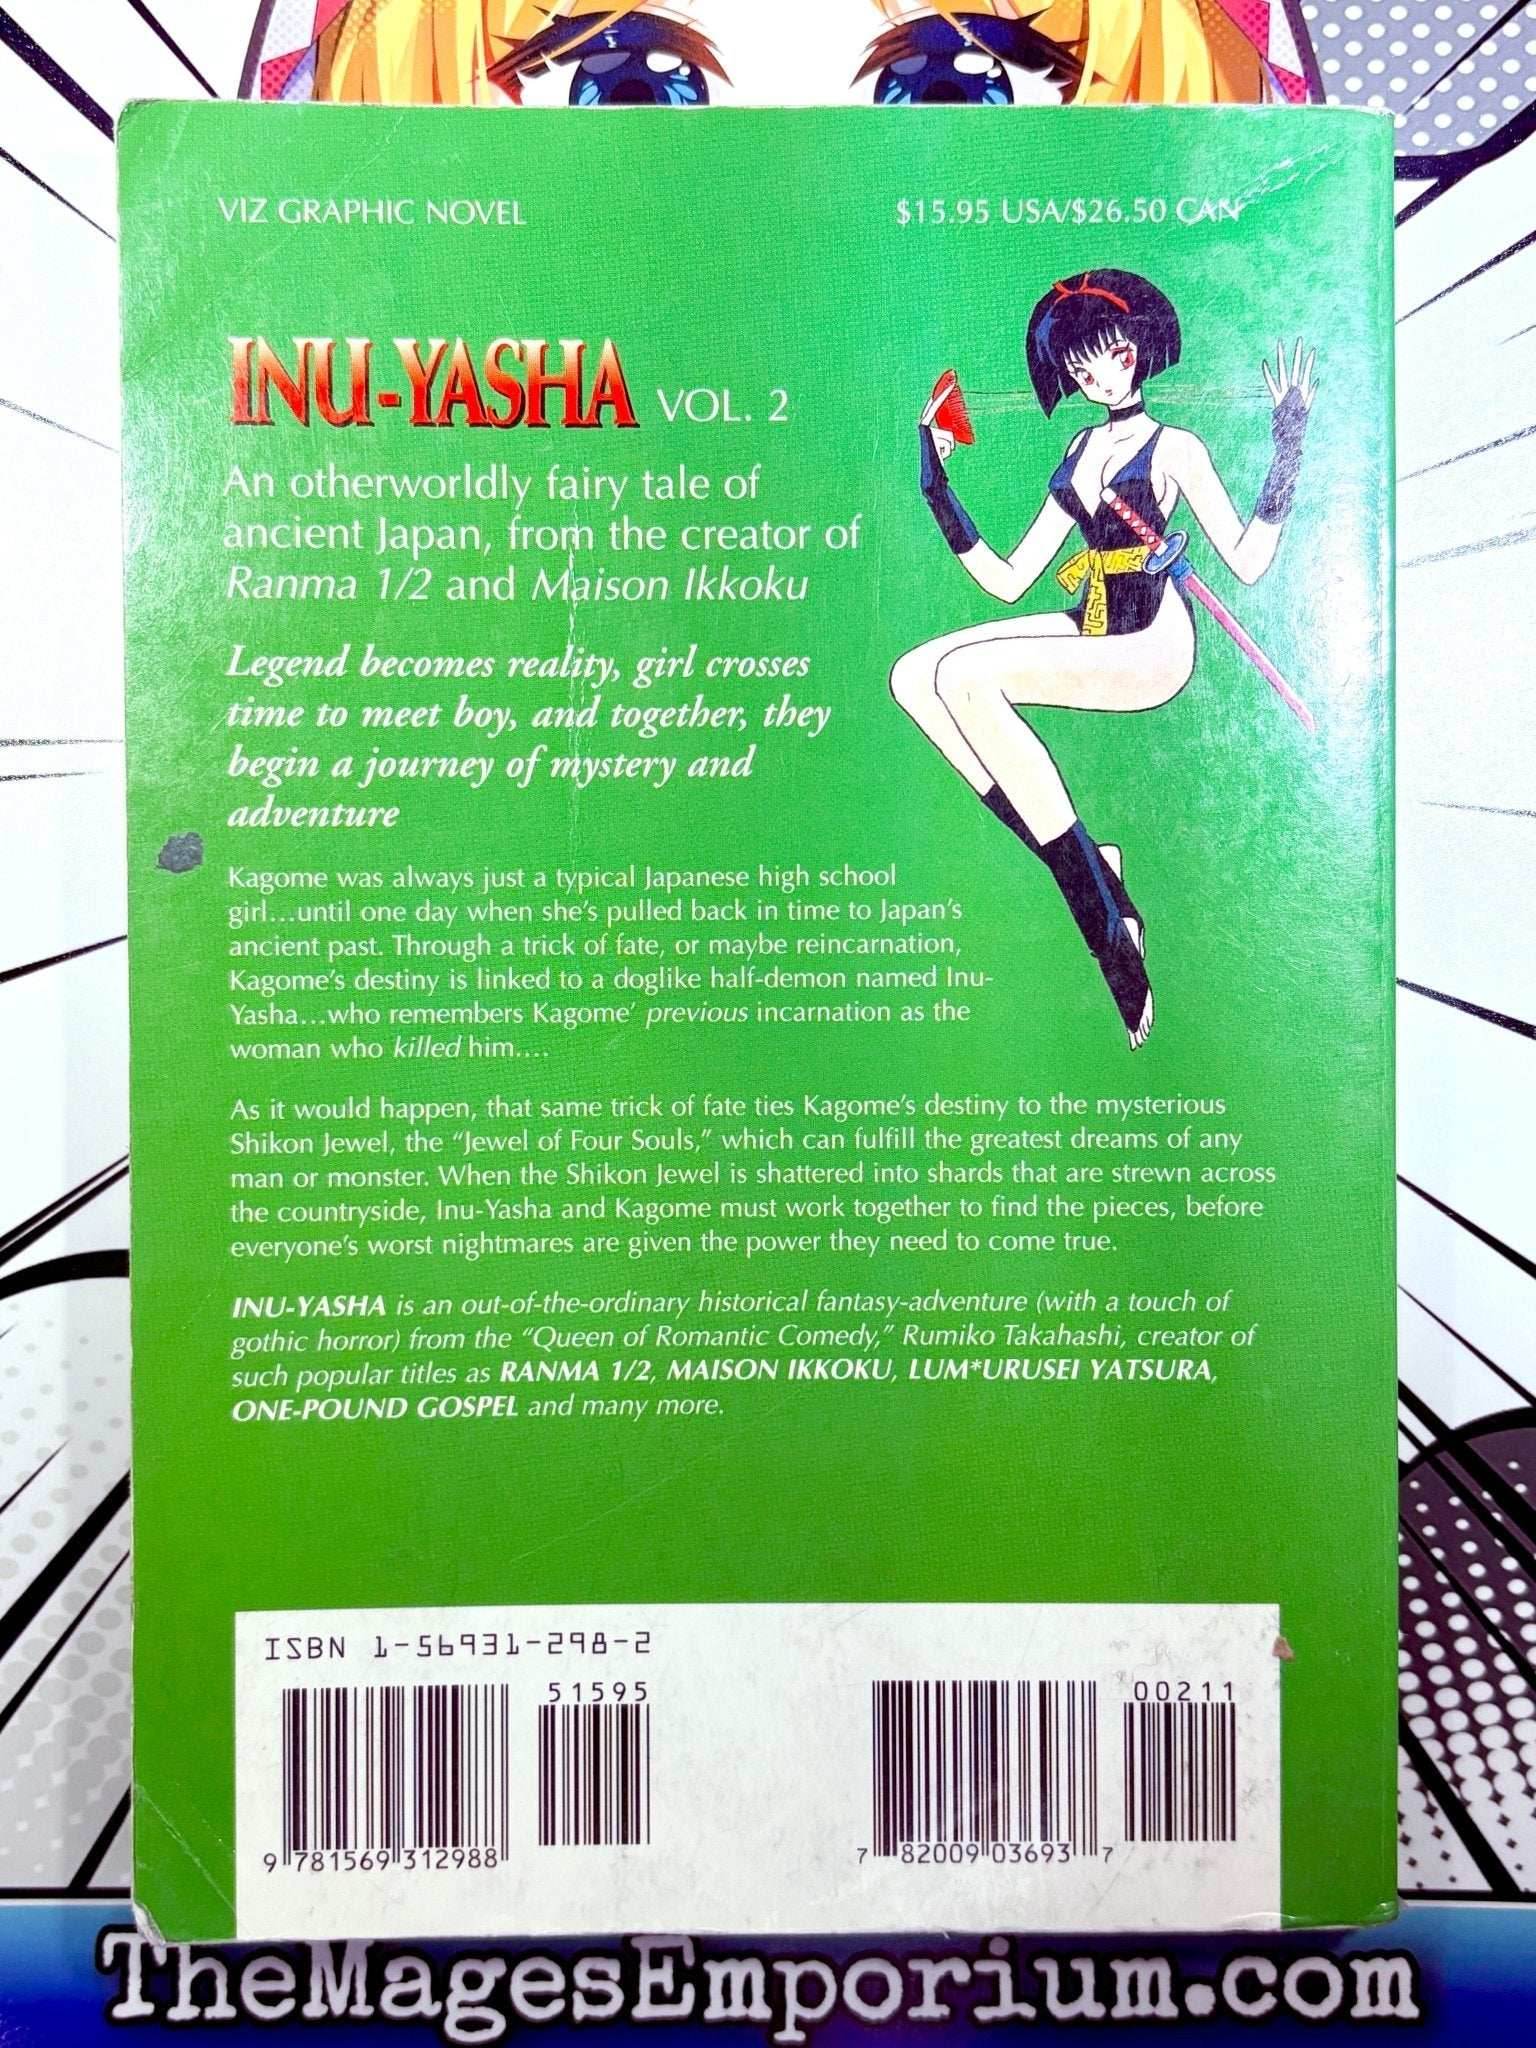 VIZ GRAPHIC NOVEL
$15.95 USA/$26.50 CAN
INU-YASHA VOL. 2
An otherworldly fairy tale of
ancient Japan, from the creator of
Ranma 1/2 and Maison Ikkoku
Legend becomes reality, girl crosses
time to meet boy, and together, they
begin a journey of mystery and
adventure
Kagome was always just a typical Japanese high school
girl...until one day when she's pulled back in time to Japan's
ancient past. Through a trick of fate, or maybe reincarnation,
Kagome's destiny is linked to a doglike half-demon named Inu-
Yasha...who remembers Kagome' previous incarnation as the
woman who killed him....
As it would happen, that same trick of fate ties Kagome's destiny to the mysterious
Shikon Jewel, the "Jewel of Four Souls," which can fulfill the greatest dreams of any
man or monster. When the Shikon Jewel is shattered into shards that are strewn across
the countryside, Inu-Yasha and Kagome must work together to find the pieces, before
everyone's worst nightmares are given the power they need to come true.
INU-YASHA is an out-of-the-ordinary historical fantasy-adventure (with a touch of
gothic horror) from the "Queen of Romantic Comedy," Rumiko Takahashi, creator of
such popular titles as RANMA 1/2, MAISON IKKOKU, LUM*URUSEI YATSURA,
ONE-POUND GOSPEL and many more.
ISBN 1-56931-298-2
51595
9 781569 312988
00211
7 82009 03693 7
TheMagesEmporium.com